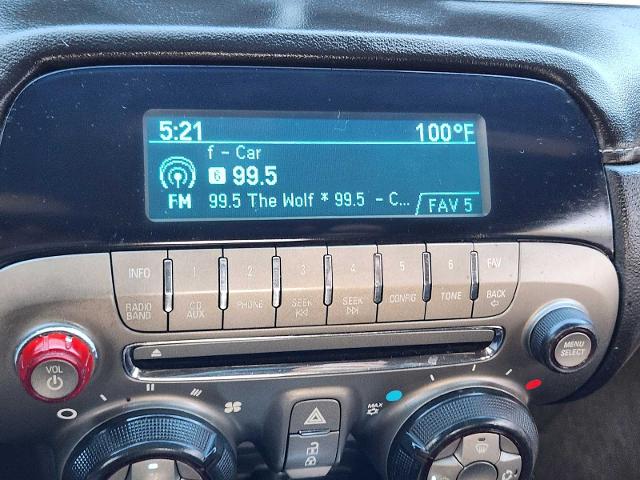 5:21 100°F
f - Car
6 99.5
FM 99.5 The Wolf * 99.5 - C...
FAV 5
INFO 1 2 3 4 5 6 FAV
RADIO BAND CD AUX PHONE SEEK SEEK CONFIG TONE BACK
VOL
MENU SELECT
MAX